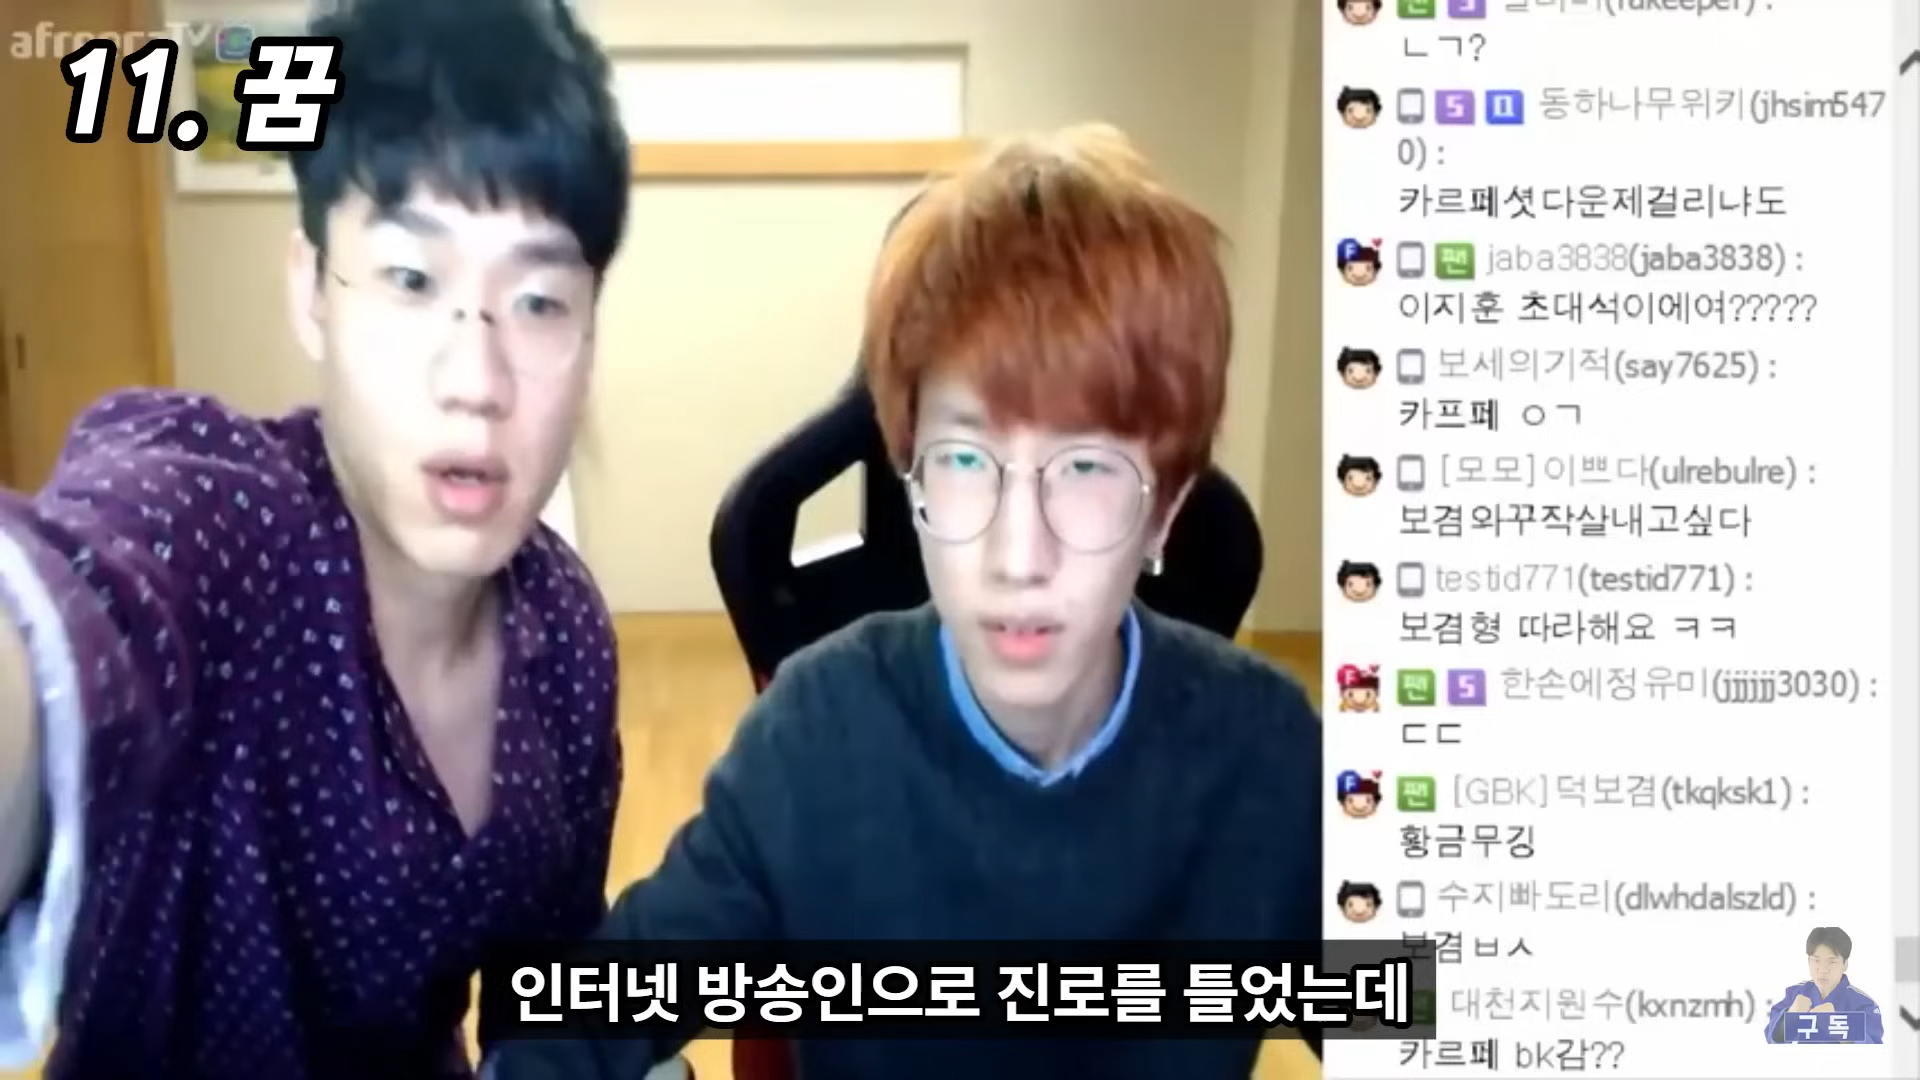 afreecaTV
11. 꿈
ㄴㄱ?
동하나무위키(jhsim547
0) :
카르페셧다운제걸리냐도
jaba3838(jaba3838) :
이지훈 초대석이에여?????
보세의기적(say7625) :
카프페 ㅇㄱ
[모모]이쁘다(ulrebulre) :
보겸와꾸작살내고싶다
testid771(testid771) :
보겸형 따라해요 ㅋㅋ
팬 S 한손에정유미(jjjjjj3030) :
ㄷㄷ
팬 [GBK]덕보겸(tkqksk1) :
황금무깅
수지빠도리(dlwhdalszld) :
보겸ㅂㅅ
대천지원수(kxnzmh) :
카르페 bk감??
인터넷 방송인으로 진로를 틀었는데
구독